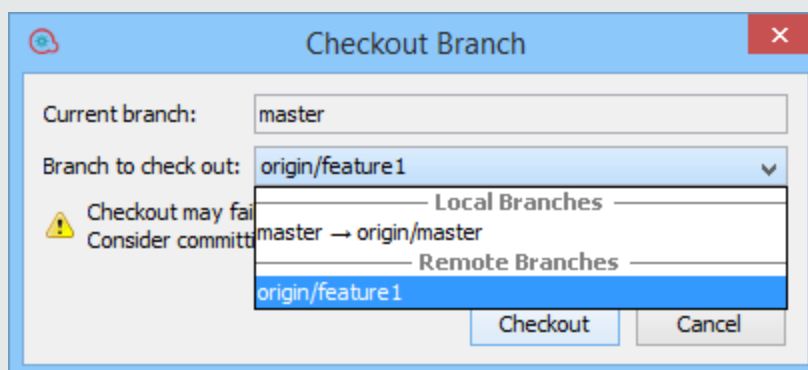 Checkout Branch
Current branch: master
Branch to check out: origin/feature1
Local Branches
Checkout may fai
master → origin/master
Consider committi
Remote Branches
origin/feature1
Checkout Cancel